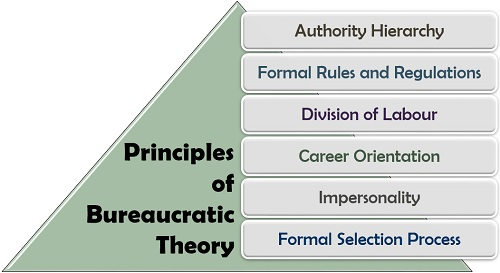 Authority Hierarchy
Formal Rules and Regulations
Division of Labour
Career Orientation
Impersonality
Formal Selection Process
Principles
of
Bureaucratic
Theory